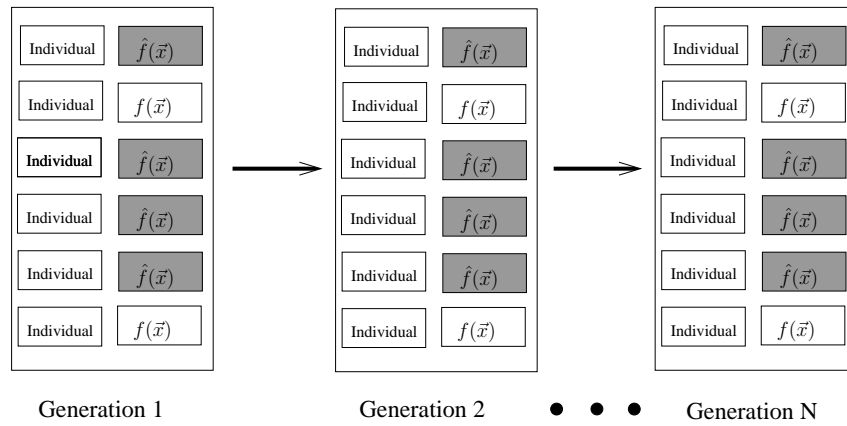 Individual f̂(x⃗) Individual f̂(x⃗) Individual f̂(x⃗)
Individual f(x⃗) Individual f(x⃗) Individual f(x⃗)
Individual f̂(x⃗) Individual f̂(x⃗) Individual f̂(x⃗)
Individual f̂(x⃗) Individual f̂(x⃗) Individual f̂(x⃗)
Individual f̂(x⃗) Individual f̂(x⃗) Individual f̂(x⃗)
Individual f(x⃗) Individual f(x⃗) Individual f(x⃗)
Generation 1 Generation 2 • • • Generation N